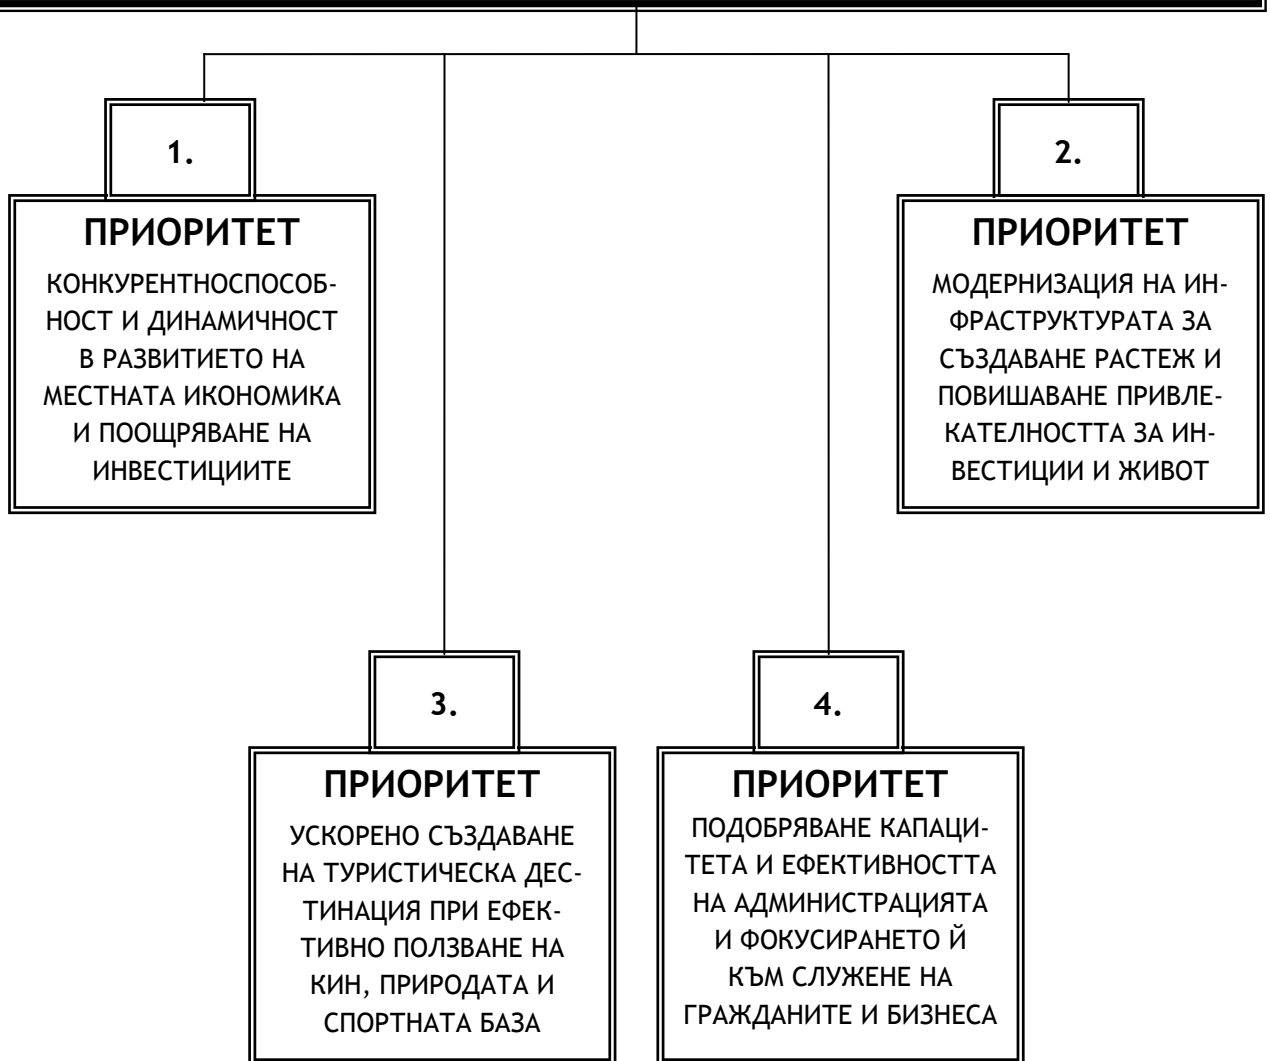 1.
ПРИОРИТЕТ
КОНКУРЕНТНОСПОСОБ-
НОСТ И ДИНАМИЧНОСТ
В РАЗВИТИЕТО НА
МЕСТНАТА ИКОНОМИКА
И ПООЩРЯВАНЕ НА
ИНВЕСТИЦИИТЕ
2.
ПРИОРИТЕТ
МОДЕРНИЗАЦИЯ НА ИН-
ФРАСТРУКТУРАТА ЗА
СЪЗДАВАНЕ РАСТЕЖ И
ПОВИШАВАНЕ ПРИВЛЕ-
КАТЕЛНОСТТА ЗА ИН-
ВЕСТИЦИИ И ЖИВОТ
3.
ПРИОРИТЕТ
УСКОРЕНО СЪЗДАВАНЕ
НА ТУРИСТИЧЕСКА ДЕС-
ТИНАЦИЯ ПРИ ЕФЕК-
ТИВНО ПОЛЗВАНЕ НА
КИН, ПРИРОДАТА И
СПОРТНАТА БАЗА
4.
ПРИОРИТЕТ
ПОДОБРЯВАНЕ КАПАЦИ-
ТЕТА И ЕФЕКТИВНОСТТА
НА АДМИНИСТРАЦИЯТА
И ФОКУСИРАНЕТО Й
КЪМ СЛУЖЕНЕ НА
ГРАЖДАНИТЕ И БИЗНЕСА